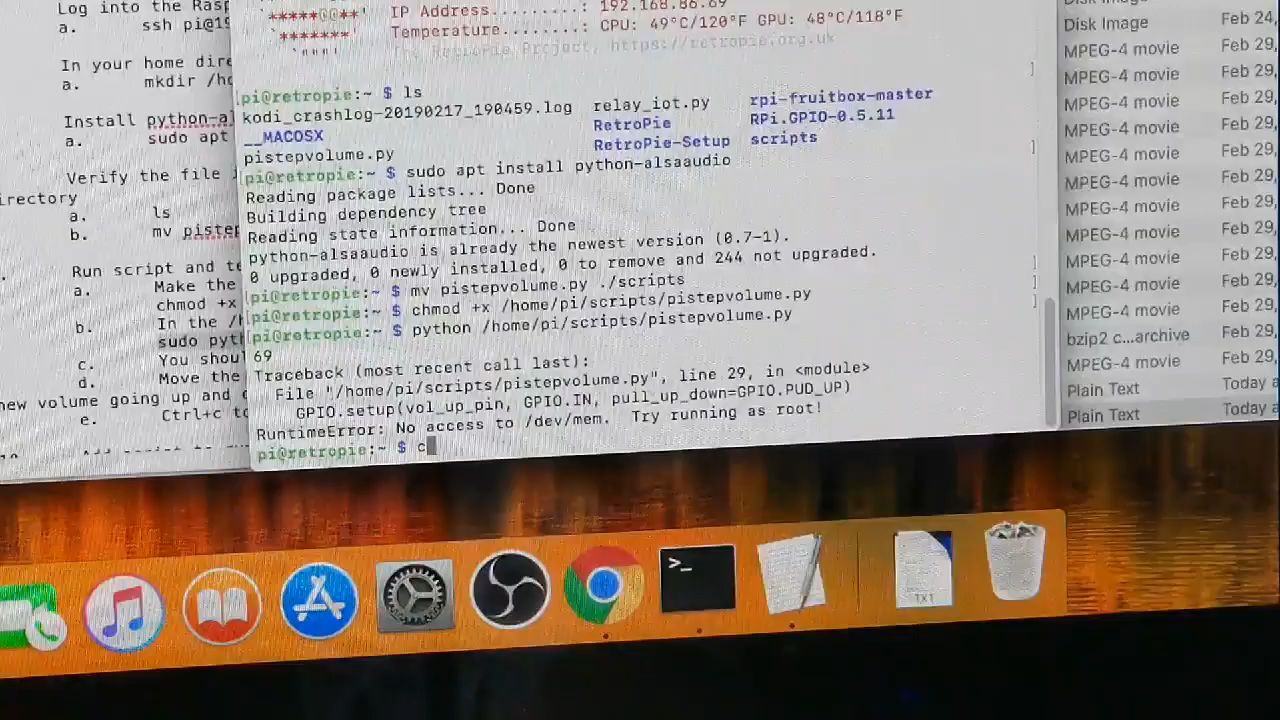 Log into the Rasp
a. ssh pi@19
In your home dire
a. mkdir /ho
Install python-al
a. sudo apt
Verify the file i
irectory
a. ls
b. mv pistep
Run script and te
a. Make the
chmod +x
b. In the /h
sudo pyth
c. You shoul
d. Move the
new volume going up and d
e. Ctrl+c to
IP Address..........: 192.168.86.69
Temperature.......: CPU: 49°C/120°F GPU: 48°C/118°F
The RetroPie Project, https://retropie.org.uk
pi@retropie:~ $ ls
kodi_crashlog-20190217_190459.log relay_iot.py rpi-fruitbox-master
__MACOSX RetroPie RPi.GPIO-0.5.11
pistepvolume.py RetroPie-Setup scripts
pi@retropie:~ $ sudo apt install python-alsaaudio
Reading package lists... Done
Building dependency tree
Reading state information... Done
python-alsaaudio is already the newest version (0.7-1).
0 upgraded, 0 newly installed, 0 to remove and 244 not upgraded.
pi@retropie:~ $ mv pistepvolume.py ./scripts
pi@retropie:~ $ chmod +x /home/pi/scripts/pistepvolume.py
pi@retropie:~ $ python /home/pi/scripts/pistepvolume.py
69
Traceback (most recent call last):
File "/home/pi/scripts/pistepvolume.py", line 29, in <module>
GPIO.setup(vol_up_pin, GPIO.IN, pull_up_down=GPIO.PUD_UP)
RuntimeError: No access to /dev/mem. Try running as root!
pi@retropie:~ $ c
Disk Image Feb 24,
MPEG-4 movie Feb 29,
MPEG-4 movie Feb 29,
MPEG-4 movie Feb 29,
MPEG-4 movie Feb 29,
MPEG-4 movie Feb 29,
MPEG-4 movie Feb 29,
MPEG-4 movie Feb 29,
MPEG-4 movie Feb 29,
MPEG-4 movie Feb 29,
MPEG-4 movie Feb 29,
MPEG-4 movie Feb 29,
bzip2 c...archive Feb 29,
MPEG-4 movie Feb 29,
Plain Text Today a
Plain Text Today a
>_
TXT